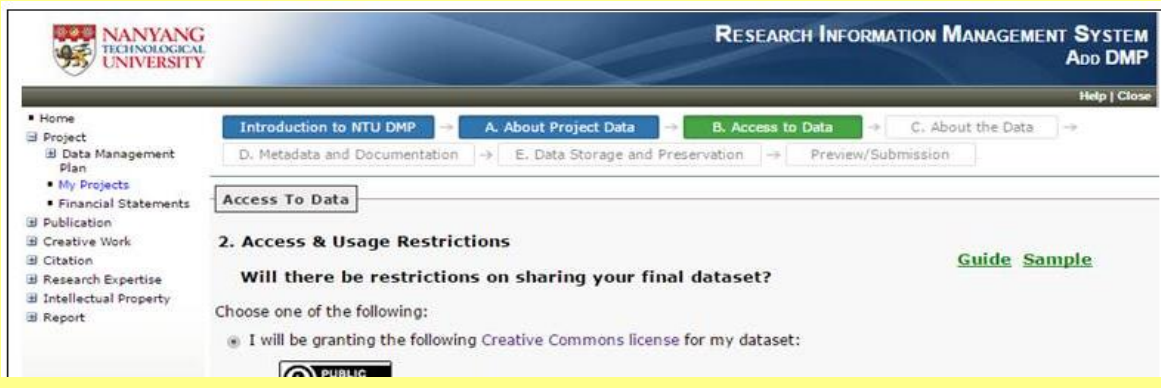 NANYANG
TECHNOLOGICAL
UNIVERSITY
RESEARCH INFORMATION MANAGEMENT SYSTEM
ADD DMP
Help | Close
Home
Project
Data Management
Plan
My Projects
Financial Statements
Publication
Creative Work
Citation
Research Expertise
Intellectual Property
Report
Introduction to NTU DMP → A. About Project Data → B. Access to Data → C. About the Data →
D. Metadata and Documentation → E. Data Storage and Preservation → Preview/Submission
Access To Data
2. Access & Usage Restrictions
Guide Sample
Will there be restrictions on sharing your final dataset?
Choose one of the following:
I will be granting the following Creative Commons license for my dataset:
PUBLIC